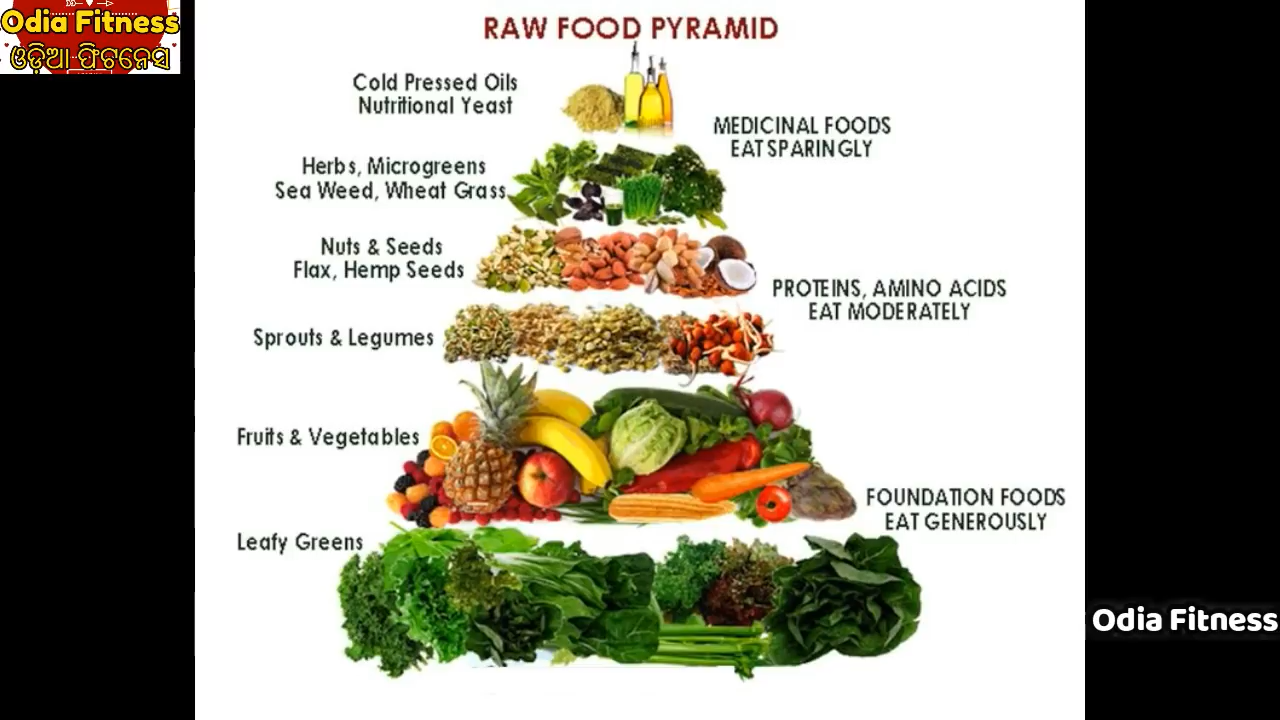 Odia Fitness
ଓଡ଼ିଆ ଫିଟନେସ
RAW FOOD PYRAMID
Cold Pressed Oils
Nutritional Yeast
MEDICINAL FOODS
EAT SPARINGLY
Herbs, Microgreens
Sea Weed, Wheat Grass
Nuts & Seeds
Flax, Hemp Seeds
PROTEINS, AMINO ACIDS
EAT MODERATELY
Sprouts & Legumes
Fruits & Vegetables
FOUNDATION FOODS
EAT GENEROUSLY
Leafy Greens
Odia Fitness